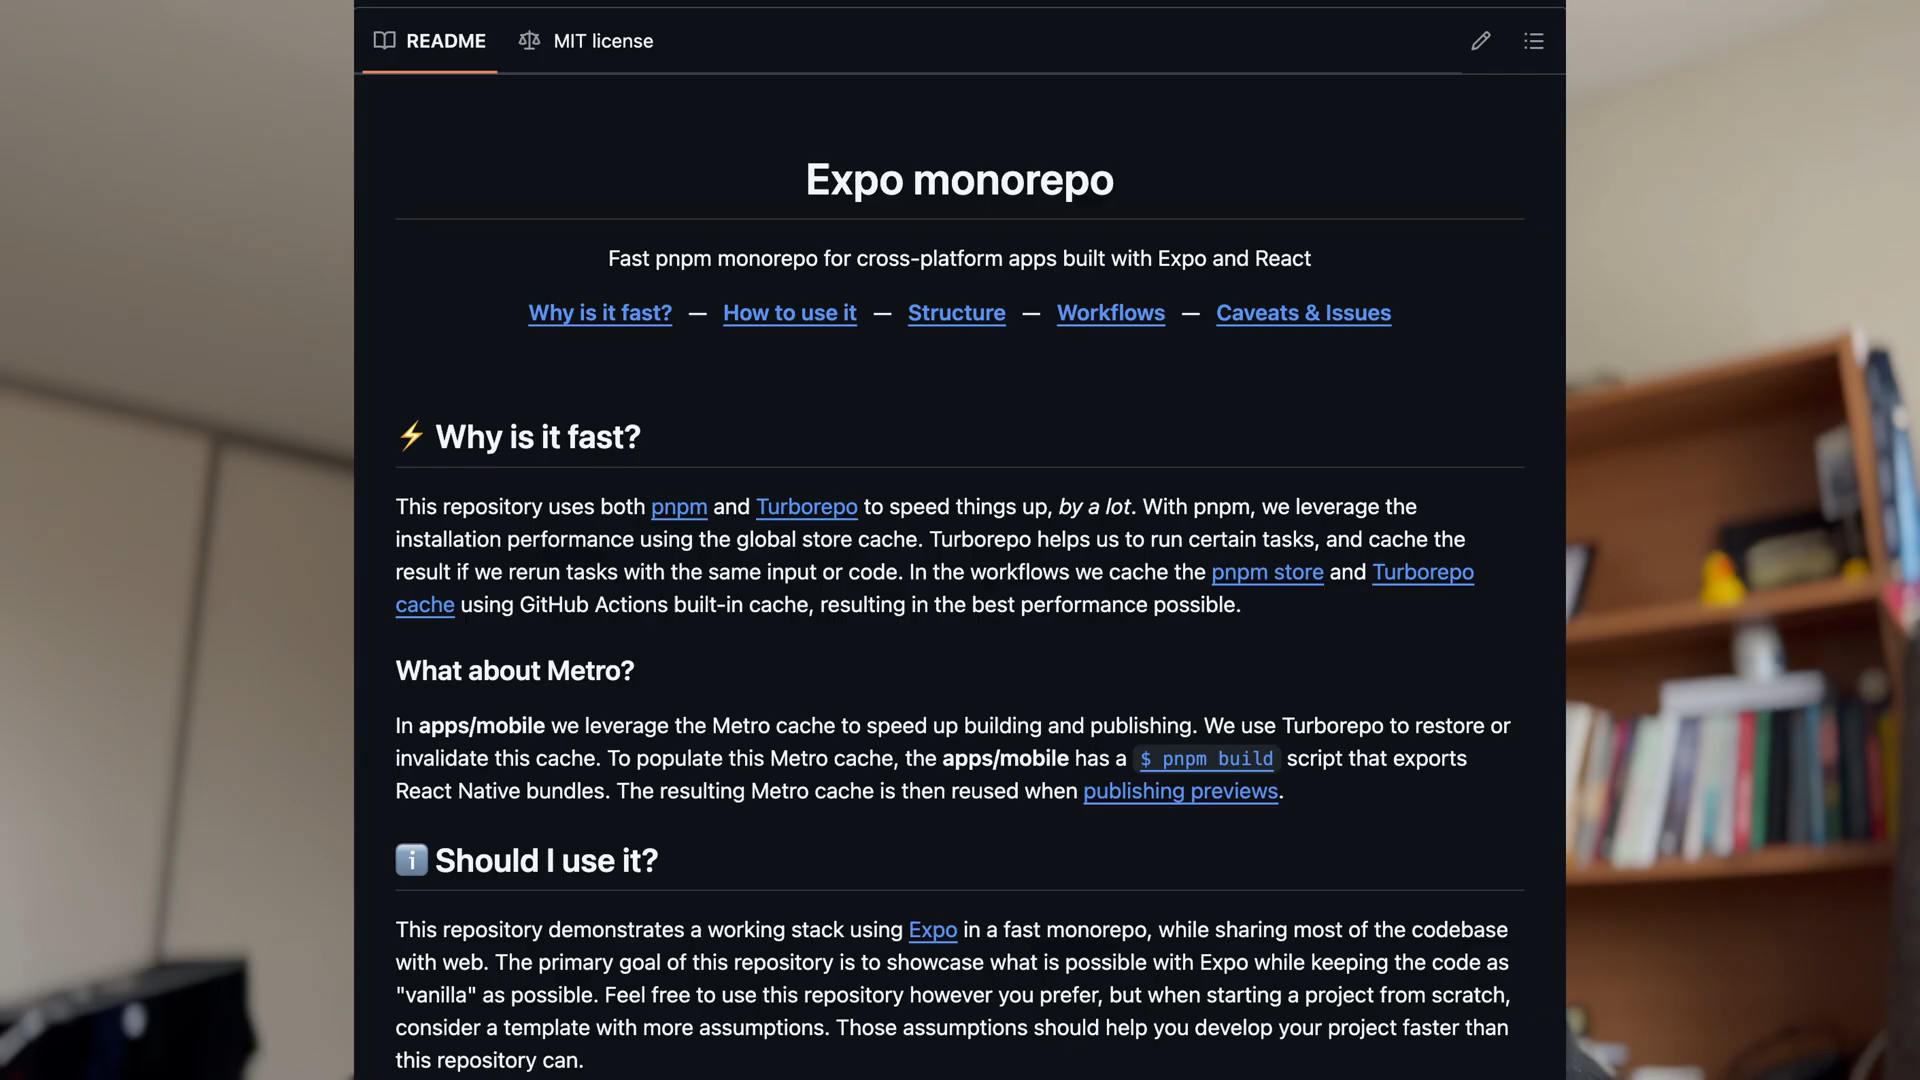 README MIT license
Expo monorepo
Fast pnpm monorepo for cross-platform apps built with Expo and React
Why is it fast? — How to use it — Structure — Workflows — Caveats & Issues
⚡ Why is it fast?
This repository uses both pnpm and Turborepo to speed things up, by a lot. With pnpm, we leverage the
installation performance using the global store cache. Turborepo helps us to run certain tasks, and cache the
result if we rerun tasks with the same input or code. In the workflows we cache the pnpm store and Turborepo
cache using GitHub Actions built-in cache, resulting in the best performance possible.
What about Metro?
In apps/mobile we leverage the Metro cache to speed up building and publishing. We use Turborepo to restore or
invalidate this cache. To populate this Metro cache, the apps/mobile has a $ pnpm build script that exports
React Native bundles. The resulting Metro cache is then reused when publishing previews.
ℹ️ Should I use it?
This repository demonstrates a working stack using Expo in a fast monorepo, while sharing most of the codebase
with web. The primary goal of this repository is to showcase what is possible with Expo while keeping the code as
"vanilla" as possible. Feel free to use this repository however you prefer, but when starting a project from scratch,
consider a template with more assumptions. Those assumptions should help you develop your project faster than
this repository can.